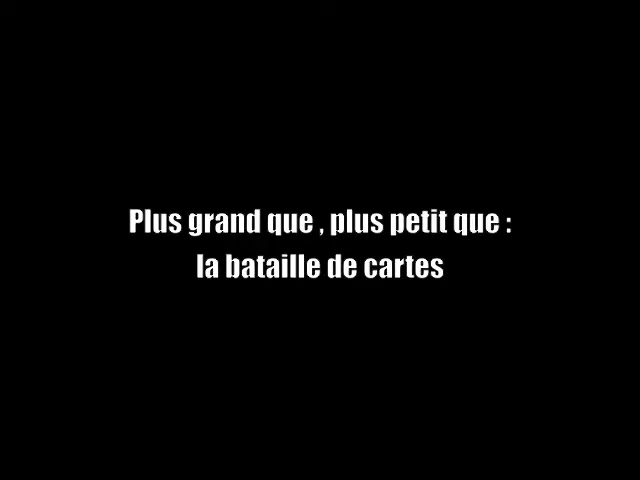 Plus grand que , plus petit que :
la bataille de cartes